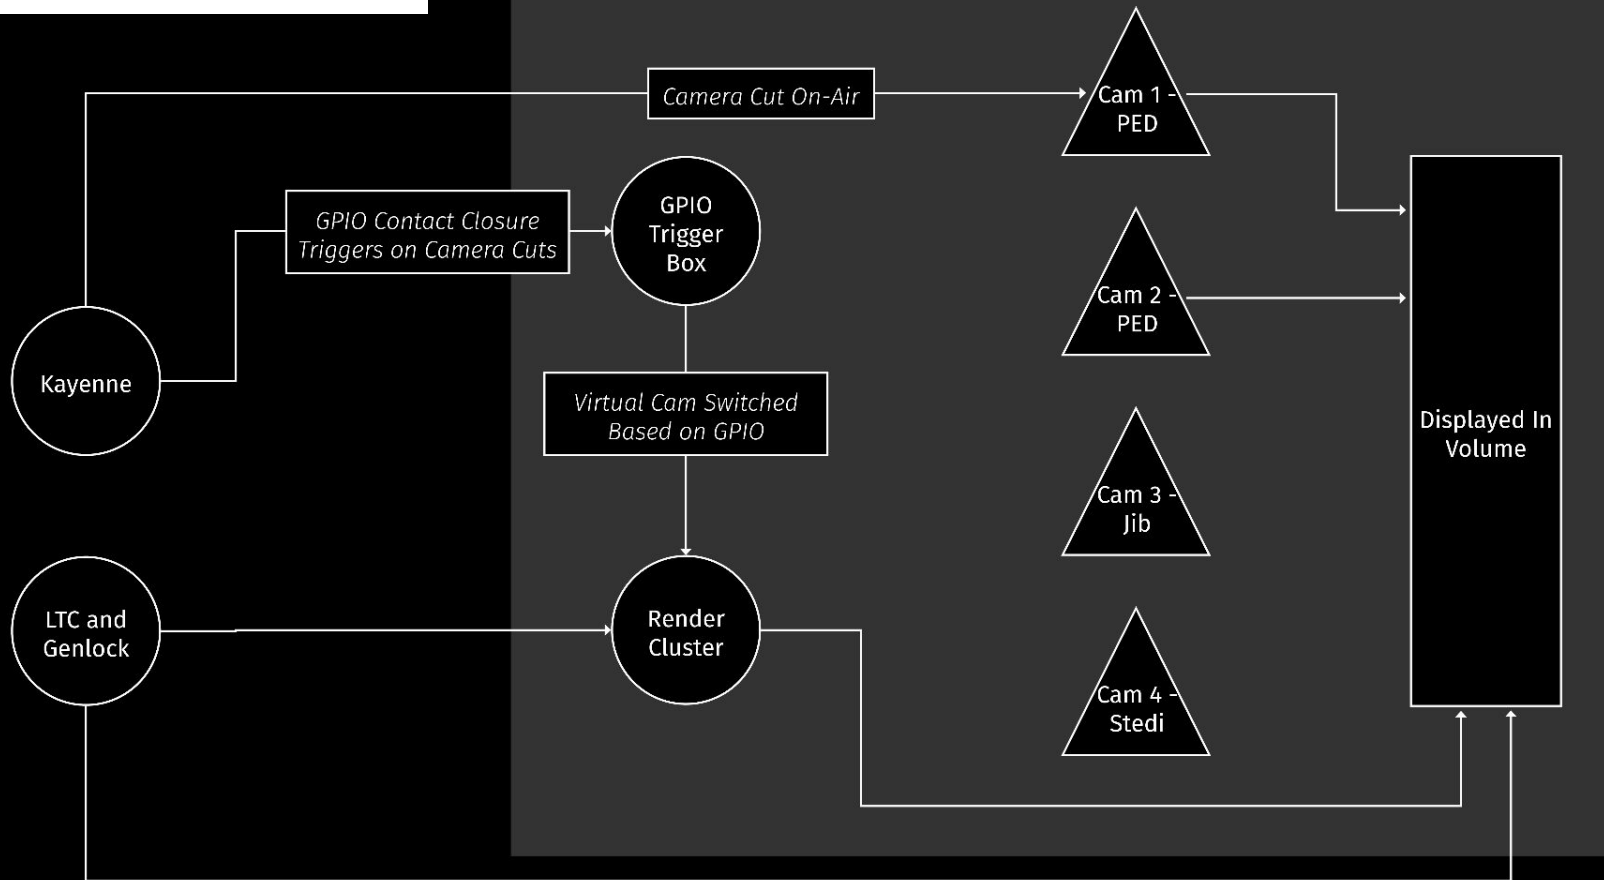 Camera Cut On-Air
Cam 1 -
PED
GPIO Contact Closure
Triggers on Camera Cuts
GPIO
Trigger
Box
Cam 2 -
PED
Kayenne
Virtual Cam Switched
Based on GPIO
Displayed In
Volume
Cam 3 -
Jib
LTC and
Genlock
Render
Cluster
Cam 4 -
Stedi